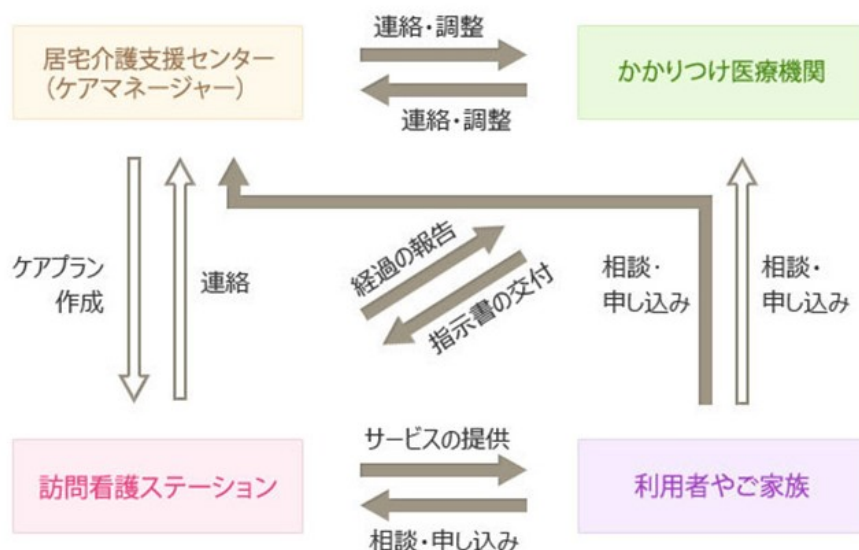 居宅介護支援センター
（ケアマネージャー）
連絡・調整
連絡・調整
かかりつけ医療機関
ケアプラン
作成
連絡
経過の報告
指示書の交付
相談・
申し込み
相談・
申し込み
訪問看護ステーション
サービスの提供
相談・申し込み
利用者やご家族